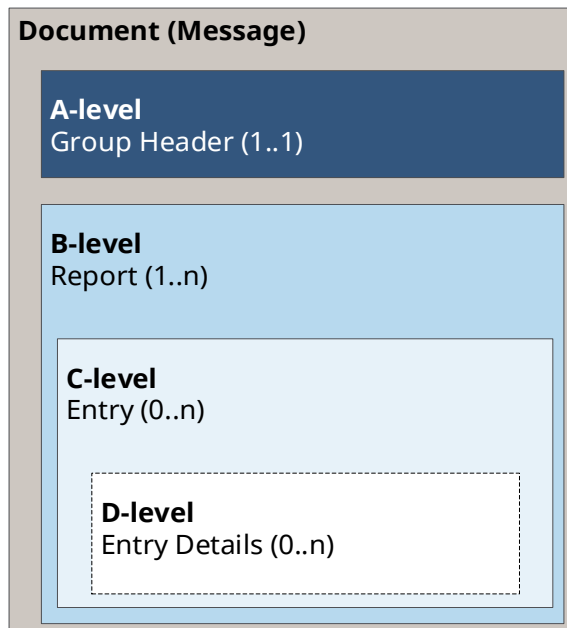 Document (Message)
A-level
Group Header (1..1)
B-level
Report (1..n)
C-level
Entry (0..n)
D-level
Entry Details (0..n)